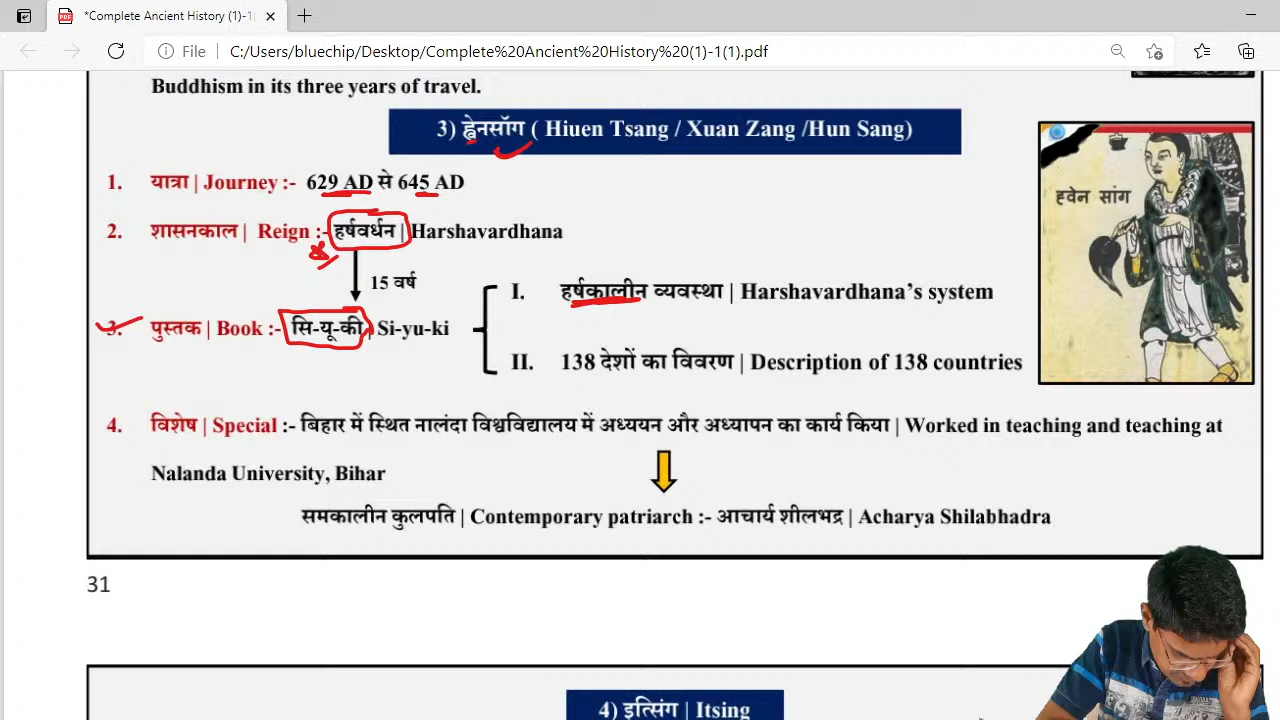 *Complete Ancient History (1)-1(
File
C:/Users/bluechip/Desktop/Complete%20Ancient%20History%20(1)-1(1).pdf
Buddhism in its three years of travel.
3) ह्वेनसॉग ( Hiuen Tsang / Xuan Zang /Hun Sang)
1. यात्रा | Journey :- 629 AD से 645 AD
2. शासनकाल | Reign :- हर्षवर्धन | Harshavardhana
15 वर्ष
3. पुस्तक | Book :- सि-यू-की | Si-yu-ki
I. हर्षकालीन व्यवस्था | Harshavardhana's system
II. 138 देशों का विवरण | Description of 138 countries
ह्वेन सांग
4. विशेष | Special :- बिहार में स्थित नालंदा विश्वविद्यालय में अध्ययन और अध्यापन का कार्य किया | Worked in teaching and teaching at
Nalanda University, Bihar
समकालीन कुलपति | Contemporary patriarch :- आचार्य शीलभद्र | Acharya Shilabhadra
31
4) इत्सिंग | Itsing